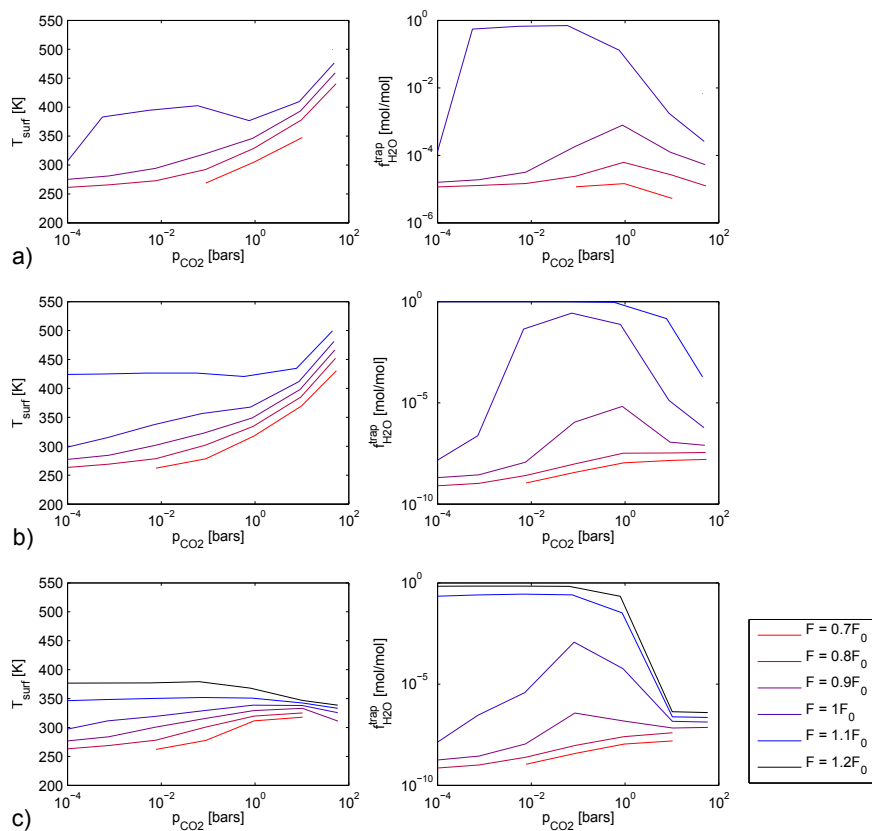 550
500
450
400
350
300
250
200
T_surf [K]
10^-4 10^-2 10^0 10^2
p_CO2 [bars]
a)
10^0
10^-2
10^-4
10^-6
f_H2O^trap [mol/mol]
10^-4 10^-2 10^0 10^2
p_CO2 [bars]
550
500
450
400
350
300
250
200
T_surf [K]
10^-4 10^-2 10^0 10^2
p_CO2 [bars]
b)
10^0
10^-5
10^-10
f_H2O^trap [mol/mol]
10^-4 10^-2 10^0 10^2
p_CO2 [bars]
550
500
450
400
350
300
250
200
T_surf [K]
10^-4 10^-2 10^0 10^2
p_CO2 [bars]
c)
10^0
10^-5
10^-10
f_H2O^trap [mol/mol]
10^-4 10^-2 10^0 10^2
p_CO2 [bars]
F = 0.7F_0
F = 0.8F_0
F = 0.9F_0
F = 1F_0
F = 1.1F_0
F = 1.2F_0